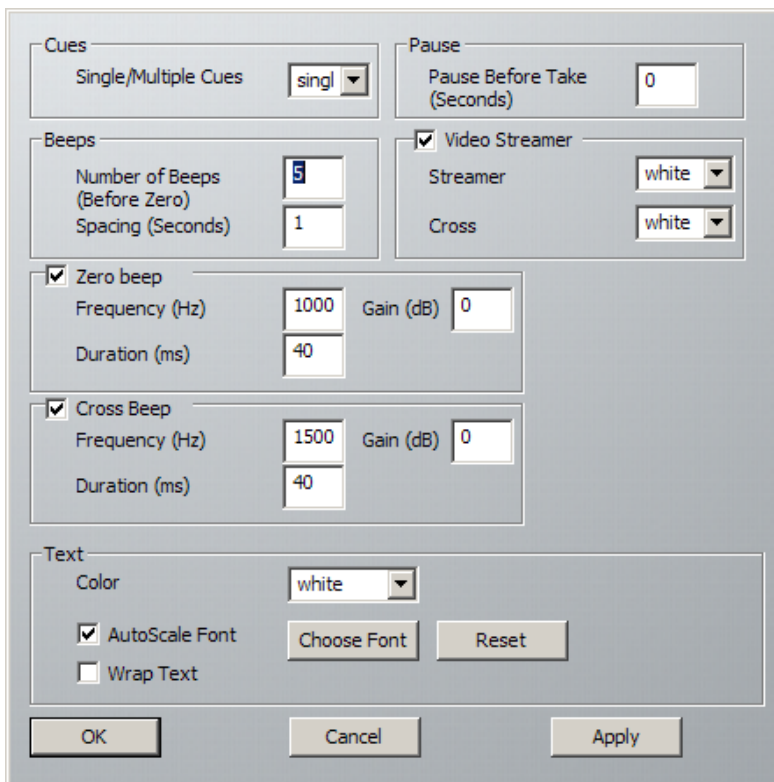 Cues
Single/Multiple Cues singl
Pause
Pause Before Take
(Seconds) 0
Beeps
Number of Beeps
(Before Zero) 5
Spacing (Seconds) 1
Video Streamer
Streamer white
Cross white
Zero beep
Frequency (Hz) 1000 Gain (dB) 0
Duration (ms) 40
Cross Beep
Frequency (Hz) 1500 Gain (dB) 0
Duration (ms) 40
Text
Color white
AutoScale Font Choose Font Reset
Wrap Text
OK Cancel Apply